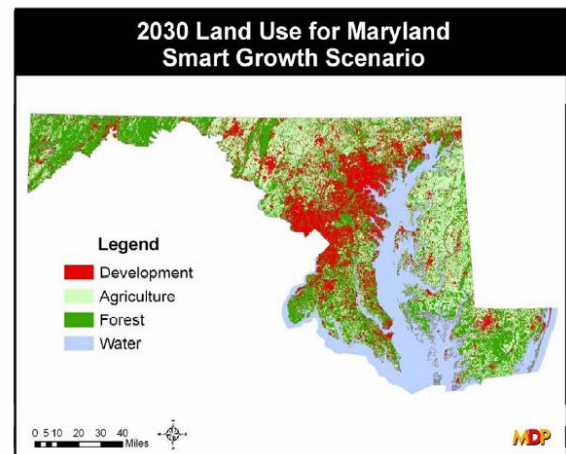 2030 Land Use for Maryland
Smart Growth Scenario
Legend
Development
Agriculture
Forest
Water
0 5 10 20 30 40
Miles
MDP